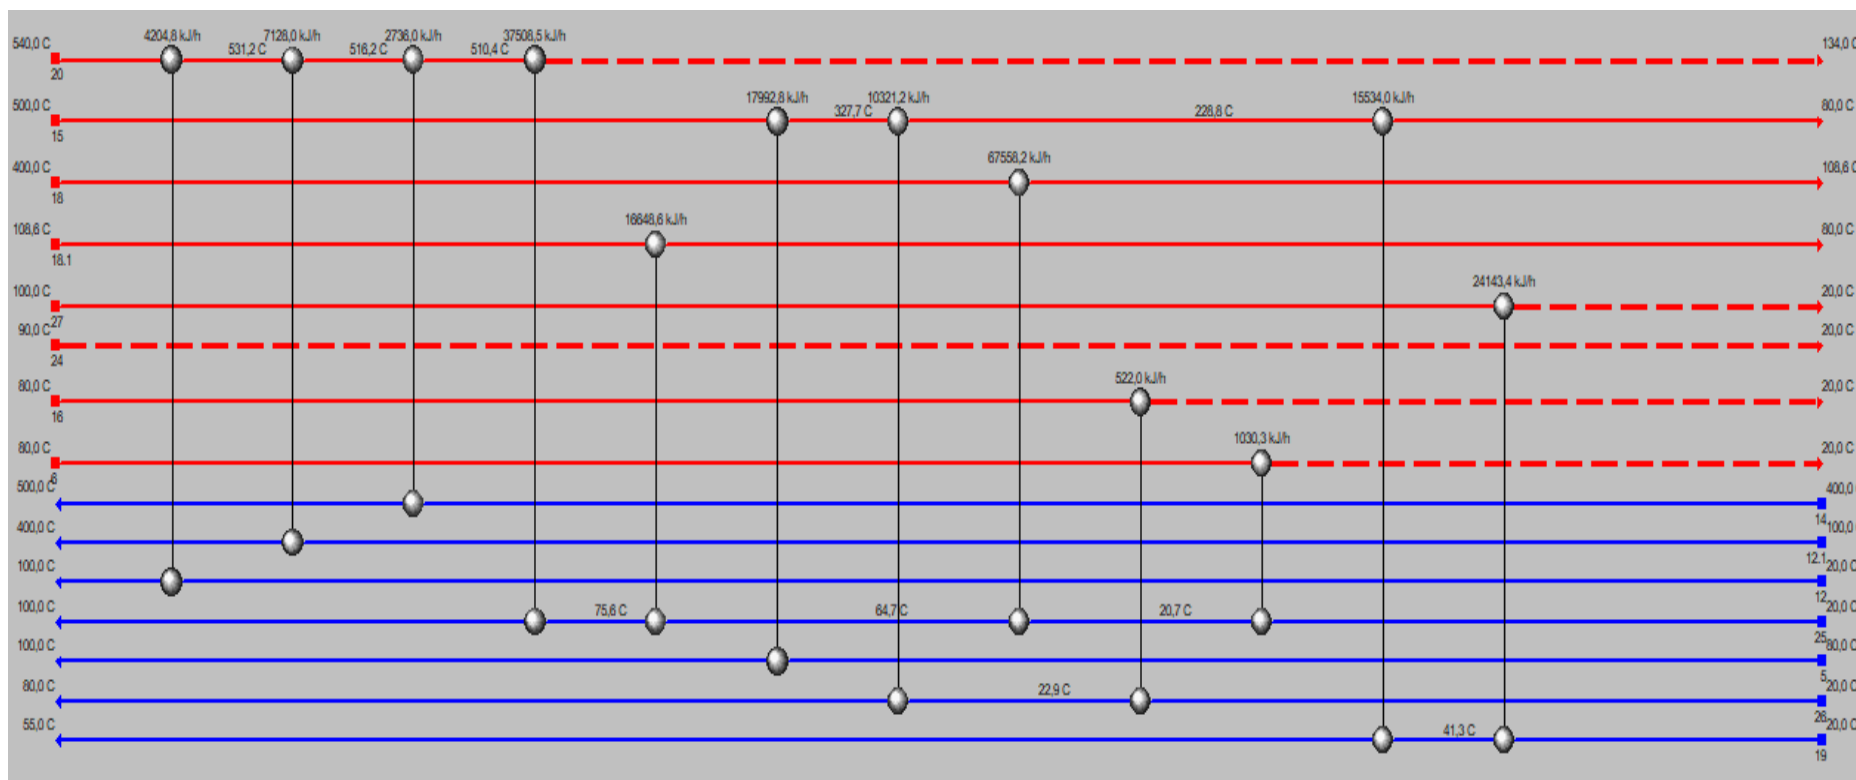 540,0 C
4204,8 kJ/h
531,2 C
7128,0 kJ/h
516,2 C
2736,0 kJ/h
510,4 C
37508,5 kJ/h
134,0 C
20
500,0 C
17992,8 kJ/h
327,7 C
10321,2 kJ/h
228,8 C
15534,0 kJ/h
80,0 C
15
400,0 C
67558,2 kJ/h
108,6 C
18
108,6 C
16648,6 kJ/h
80,0 C
18.1
100,0 C
24143,4 kJ/h
20,0 C
27
90,0 C
20,0 C
24
80,0 C
522,0 kJ/h
20,0 C
16
80,0 C
1030,3 kJ/h
20,0 C
6
500,0 C
400,0
14
400,0 C
100,0
12.1
100,0 C
20,0 C
12
100,0 C
75,6 C
64,7 C
20,7 C
20,0 C
25
100,0 C
80,0 C
5
80,0 C
22,9 C
20,0 C
26
55,0 C
41,3 C
20,0 C
19